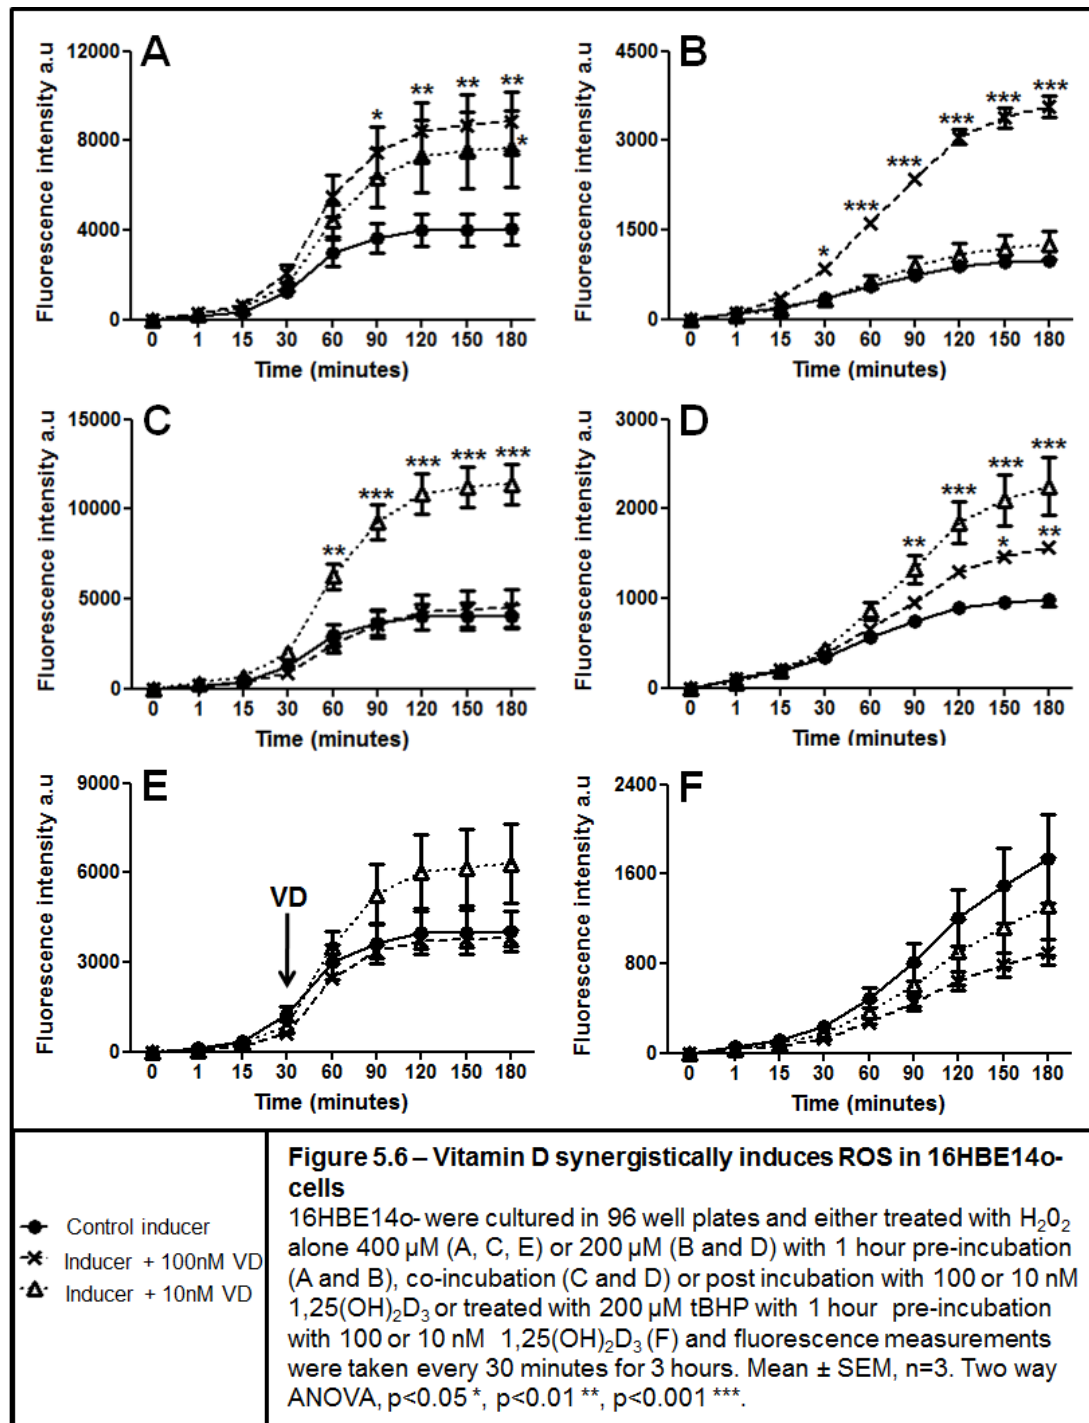 A
Fluorescence intensity a.u
12000
8000
4000
0
* ** ** **
*
0 1 15 30 60 90 120 150 180
Time (minutes)
B
Fluorescence intensity a.u
4500
3000
1500
0
* *** *** *** *** ***
0 1 15 30 60 90 120 150 180
Time (minutes)
C
Fluorescence intensity a.u
15000
10000
5000
0
** *** *** *** ***
0 1 15 30 60 90 120 150 180
Time (minutes)
D
Fluorescence intensity a.u
3000
2000
1000
0
** *** *** ***
* **
0 1 15 30 60 90 120 150 180
Time (minutes)
E
Fluorescence intensity a.u
9000
6000
3000
0
VD
0 1 15 30 60 90 120 150 180
Time (minutes)
F
Fluorescence intensity a.u
2400
1600
800
0
0 1 15 30 60 90 120 150 180
Time (minutes)
Control inducer
Inducer + 100nM VD
Inducer + 10nM VD
Figure 5.6 – Vitamin D synergistically induces ROS in 16HBE14o-
cells
16HBE14o- were cultured in 96 well plates and either treated with H₂0₂
alone 400 µM (A, C, E) or 200 µM (B and D) with 1 hour pre-incubation
(A and B), co-incubation (C and D) or post incubation with 100 or 10 nM
1,25(OH)₂D₃ or treated with 200 µM tBHP with 1 hour pre-incubation
with 100 or 10 nM 1,25(OH)₂D₃ (F) and fluorescence measurements
were taken every 30 minutes for 3 hours. Mean ± SEM, n=3. Two way
ANOVA, p<0.05 *, p<0.01 **, p<0.001 ***.